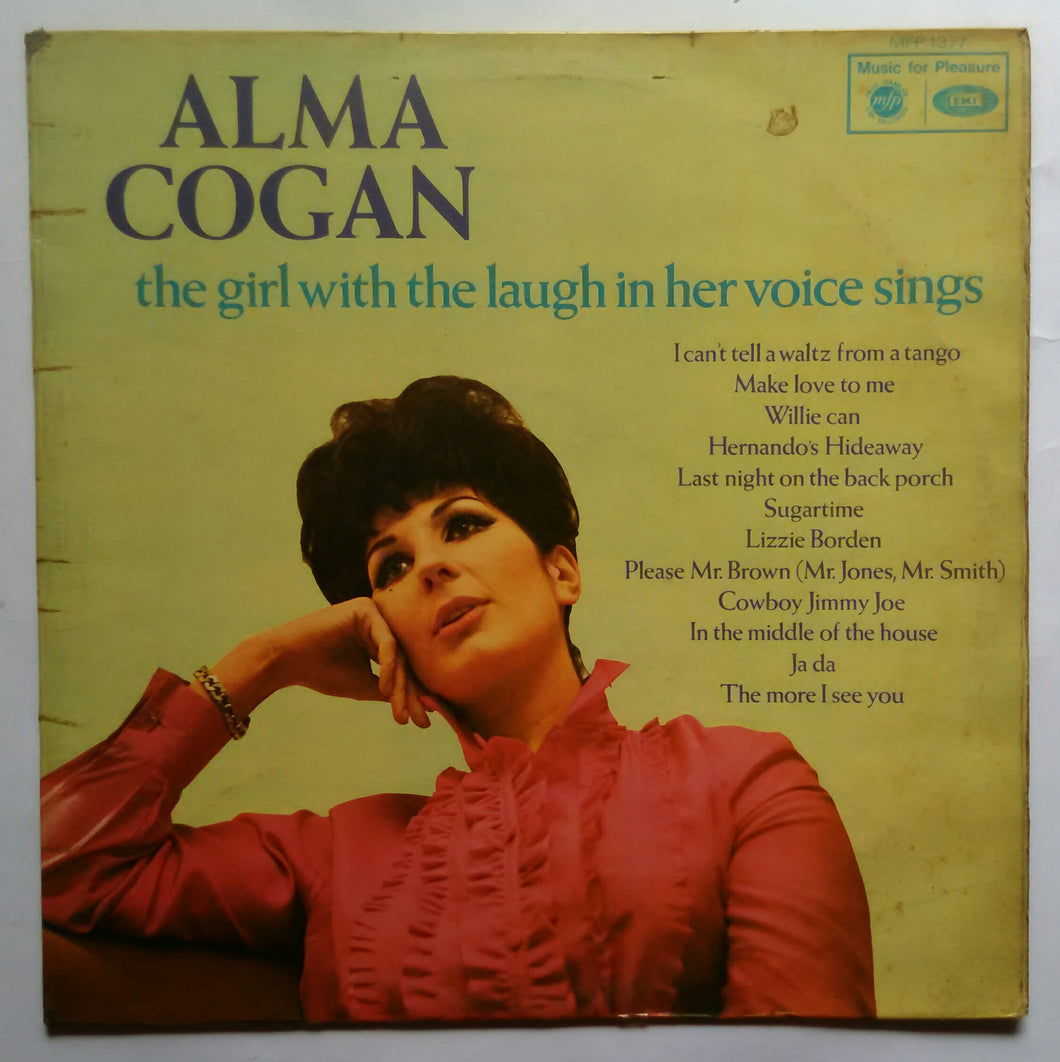 MFP 1377
Music for Pleasure
mfp
EMI
ALMA
COGAN
the girl with the laugh in her voice sings
I can't tell a waltz from a tango
Make love to me
Willie can
Hernando's Hideaway
Last night on the back porch
Sugartime
Lizzie Borden
Please Mr. Brown (Mr. Jones, Mr. Smith)
Cowboy Jimmy Joe
In the middle of the house
Ja da
The more I see you